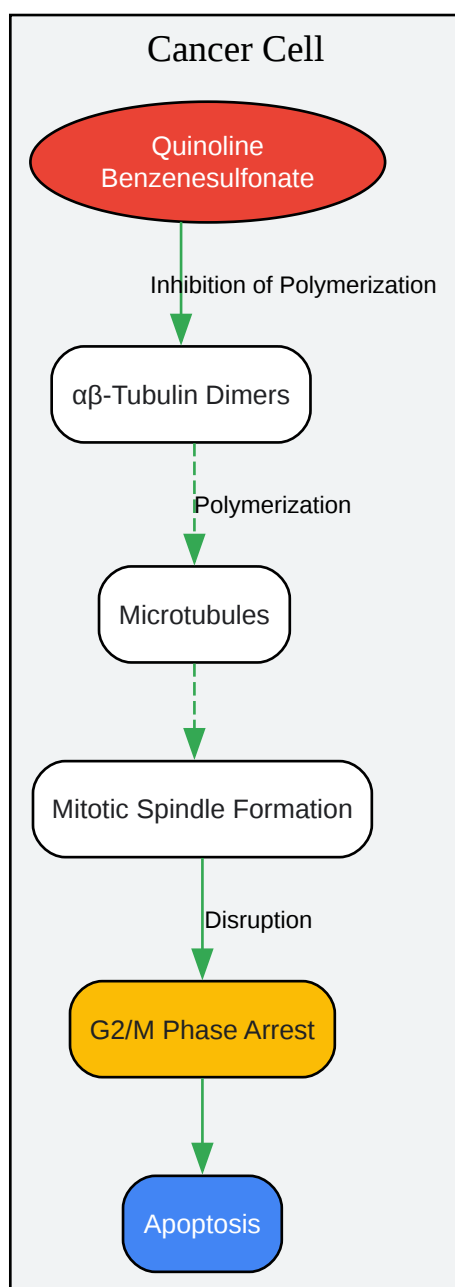 Cancer Cell
Quinoline
Benzenesulfonate
Inhibition of Polymerization
αβ-Tubulin Dimers
Polymerization
Microtubules
Mitotic Spindle Formation
Disruption
G2/M Phase Arrest
Apoptosis